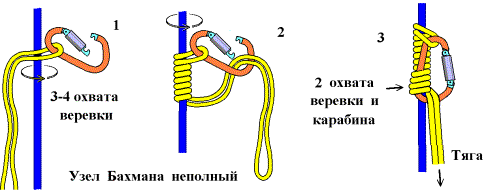 1
3-4 охвата
веревки
2
3
2 охвата
веревки и
карабина
Тяга
Узел Бахмана неполный